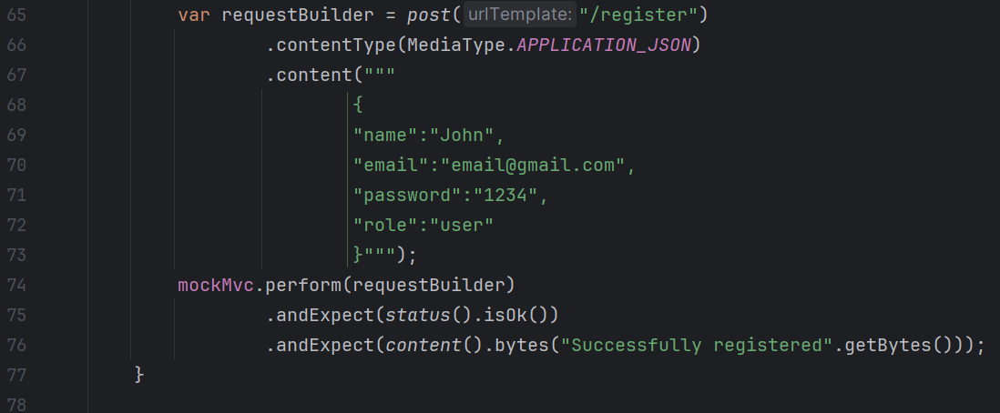 65 var requestBuilder = post( urlTemplate: "/register")
66 .contentType(MediaType.APPLICATION_JSON)
67 .content("""
68 {
69 "name":"John",
70 "email":"email@gmail.com",
71 "password":"1234",
72 "role":"user"
73 }""");
74 mockMvc.perform(requestBuilder)
75 .andExpect(status().isOk())
76 .andExpect(content().bytes("Successfully registered".getBytes()));
77 }
78